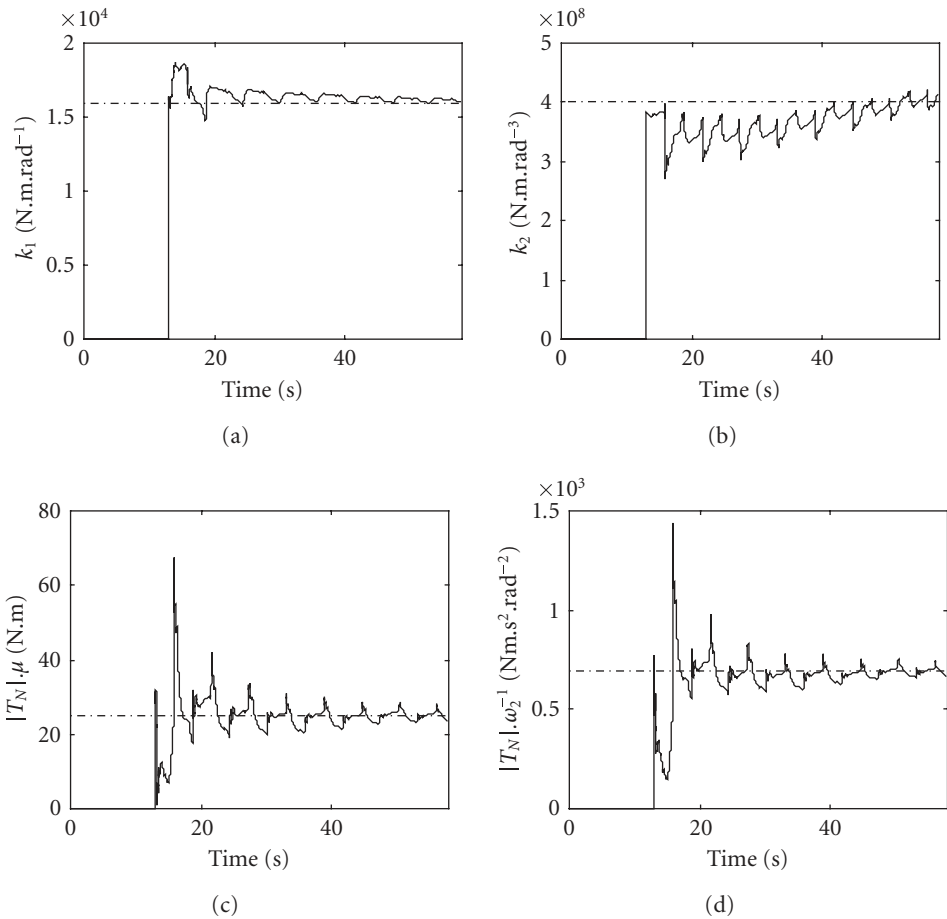 ×10⁴
2
1.5
1
0.5
0
0 20 40
k₁ (N.m.rad⁻¹)
Time (s)
(a)
×10⁸
5
4
3
2
1
0
0 20 40
k₂ (N.m.rad⁻³)
Time (s)
(b)
80
60
40
20
0
0 20 40
|T_N|.μ (N.m)
Time (s)
(c)
×10³
1.5
1
0.5
0
0 20 40
|T_N|.ω₂⁻¹ (Nm.s².rad⁻²)
Time (s)
(d)